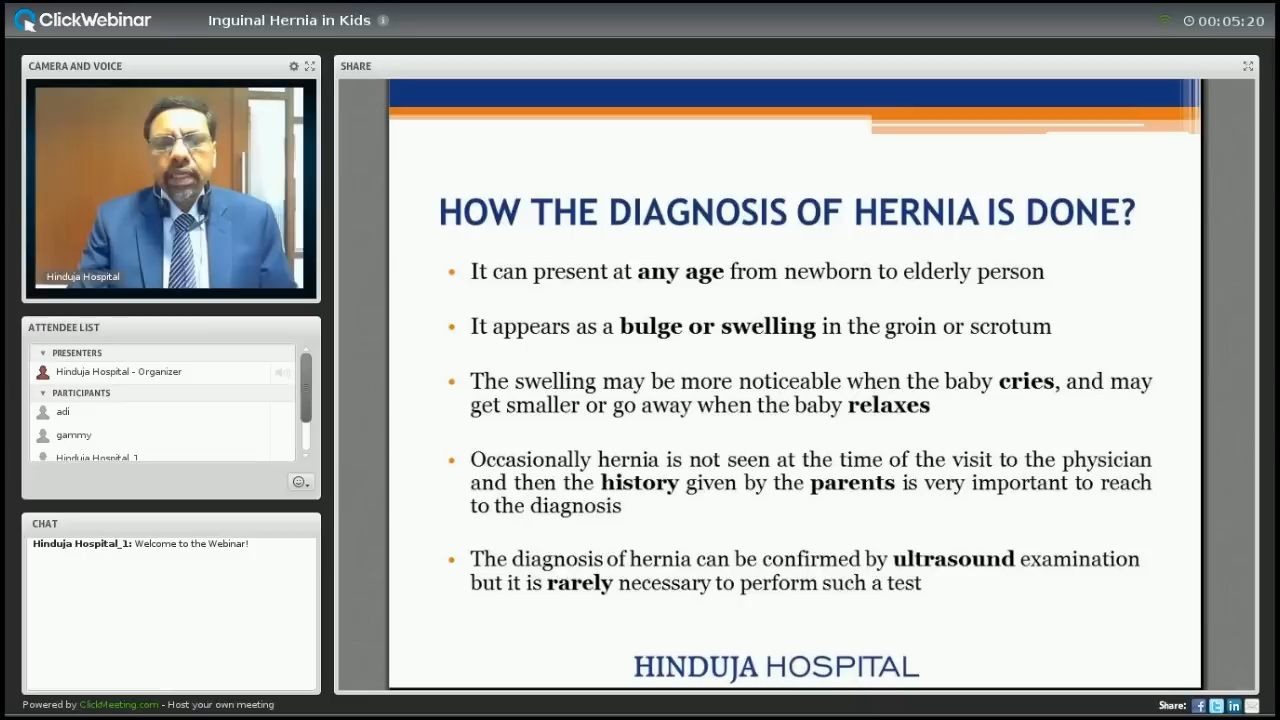 ClickWebinar
Inguinal Hernia in Kids
00:05:20
CAMERA AND VOICE
Hinduja Hospital
ATTENDEE LIST
PRESENTERS
Hinduja Hospital - Organizer
PARTICIPANTS
adi
gammy
Hinduja Hospital_1
CHAT
Hinduja Hospital_1: Welcome to the Webinar!
SHARE
HOW THE DIAGNOSIS OF HERNIA IS DONE?
• It can present at any age from newborn to elderly person
• It appears as a bulge or swelling in the groin or scrotum
• The swelling may be more noticeable when the baby cries, and may
get smaller or go away when the baby relaxes
• Occasionally hernia is not seen at the time of the visit to the physician
and then the history given by the parents is very important to reach
to the diagnosis
• The diagnosis of hernia can be confirmed by ultrasound examination
but it is rarely necessary to perform such a test
HINDUJA HOSPITAL
Powered by ClickMeeting.com - Host your own meeting
Share: